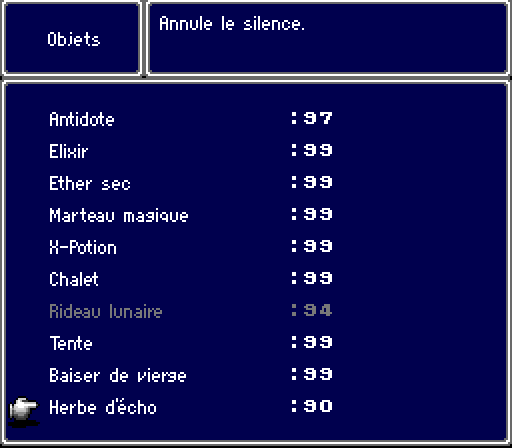 Objets
Annule le silence.
Antidote :97
Elixir :99
Ether sec :99
Marteau magique :99
X-Potion :99
Chalet :99
Rideau lunaire :94
Tente :99
Baiser de vierge :99
Herbe d'écho :90